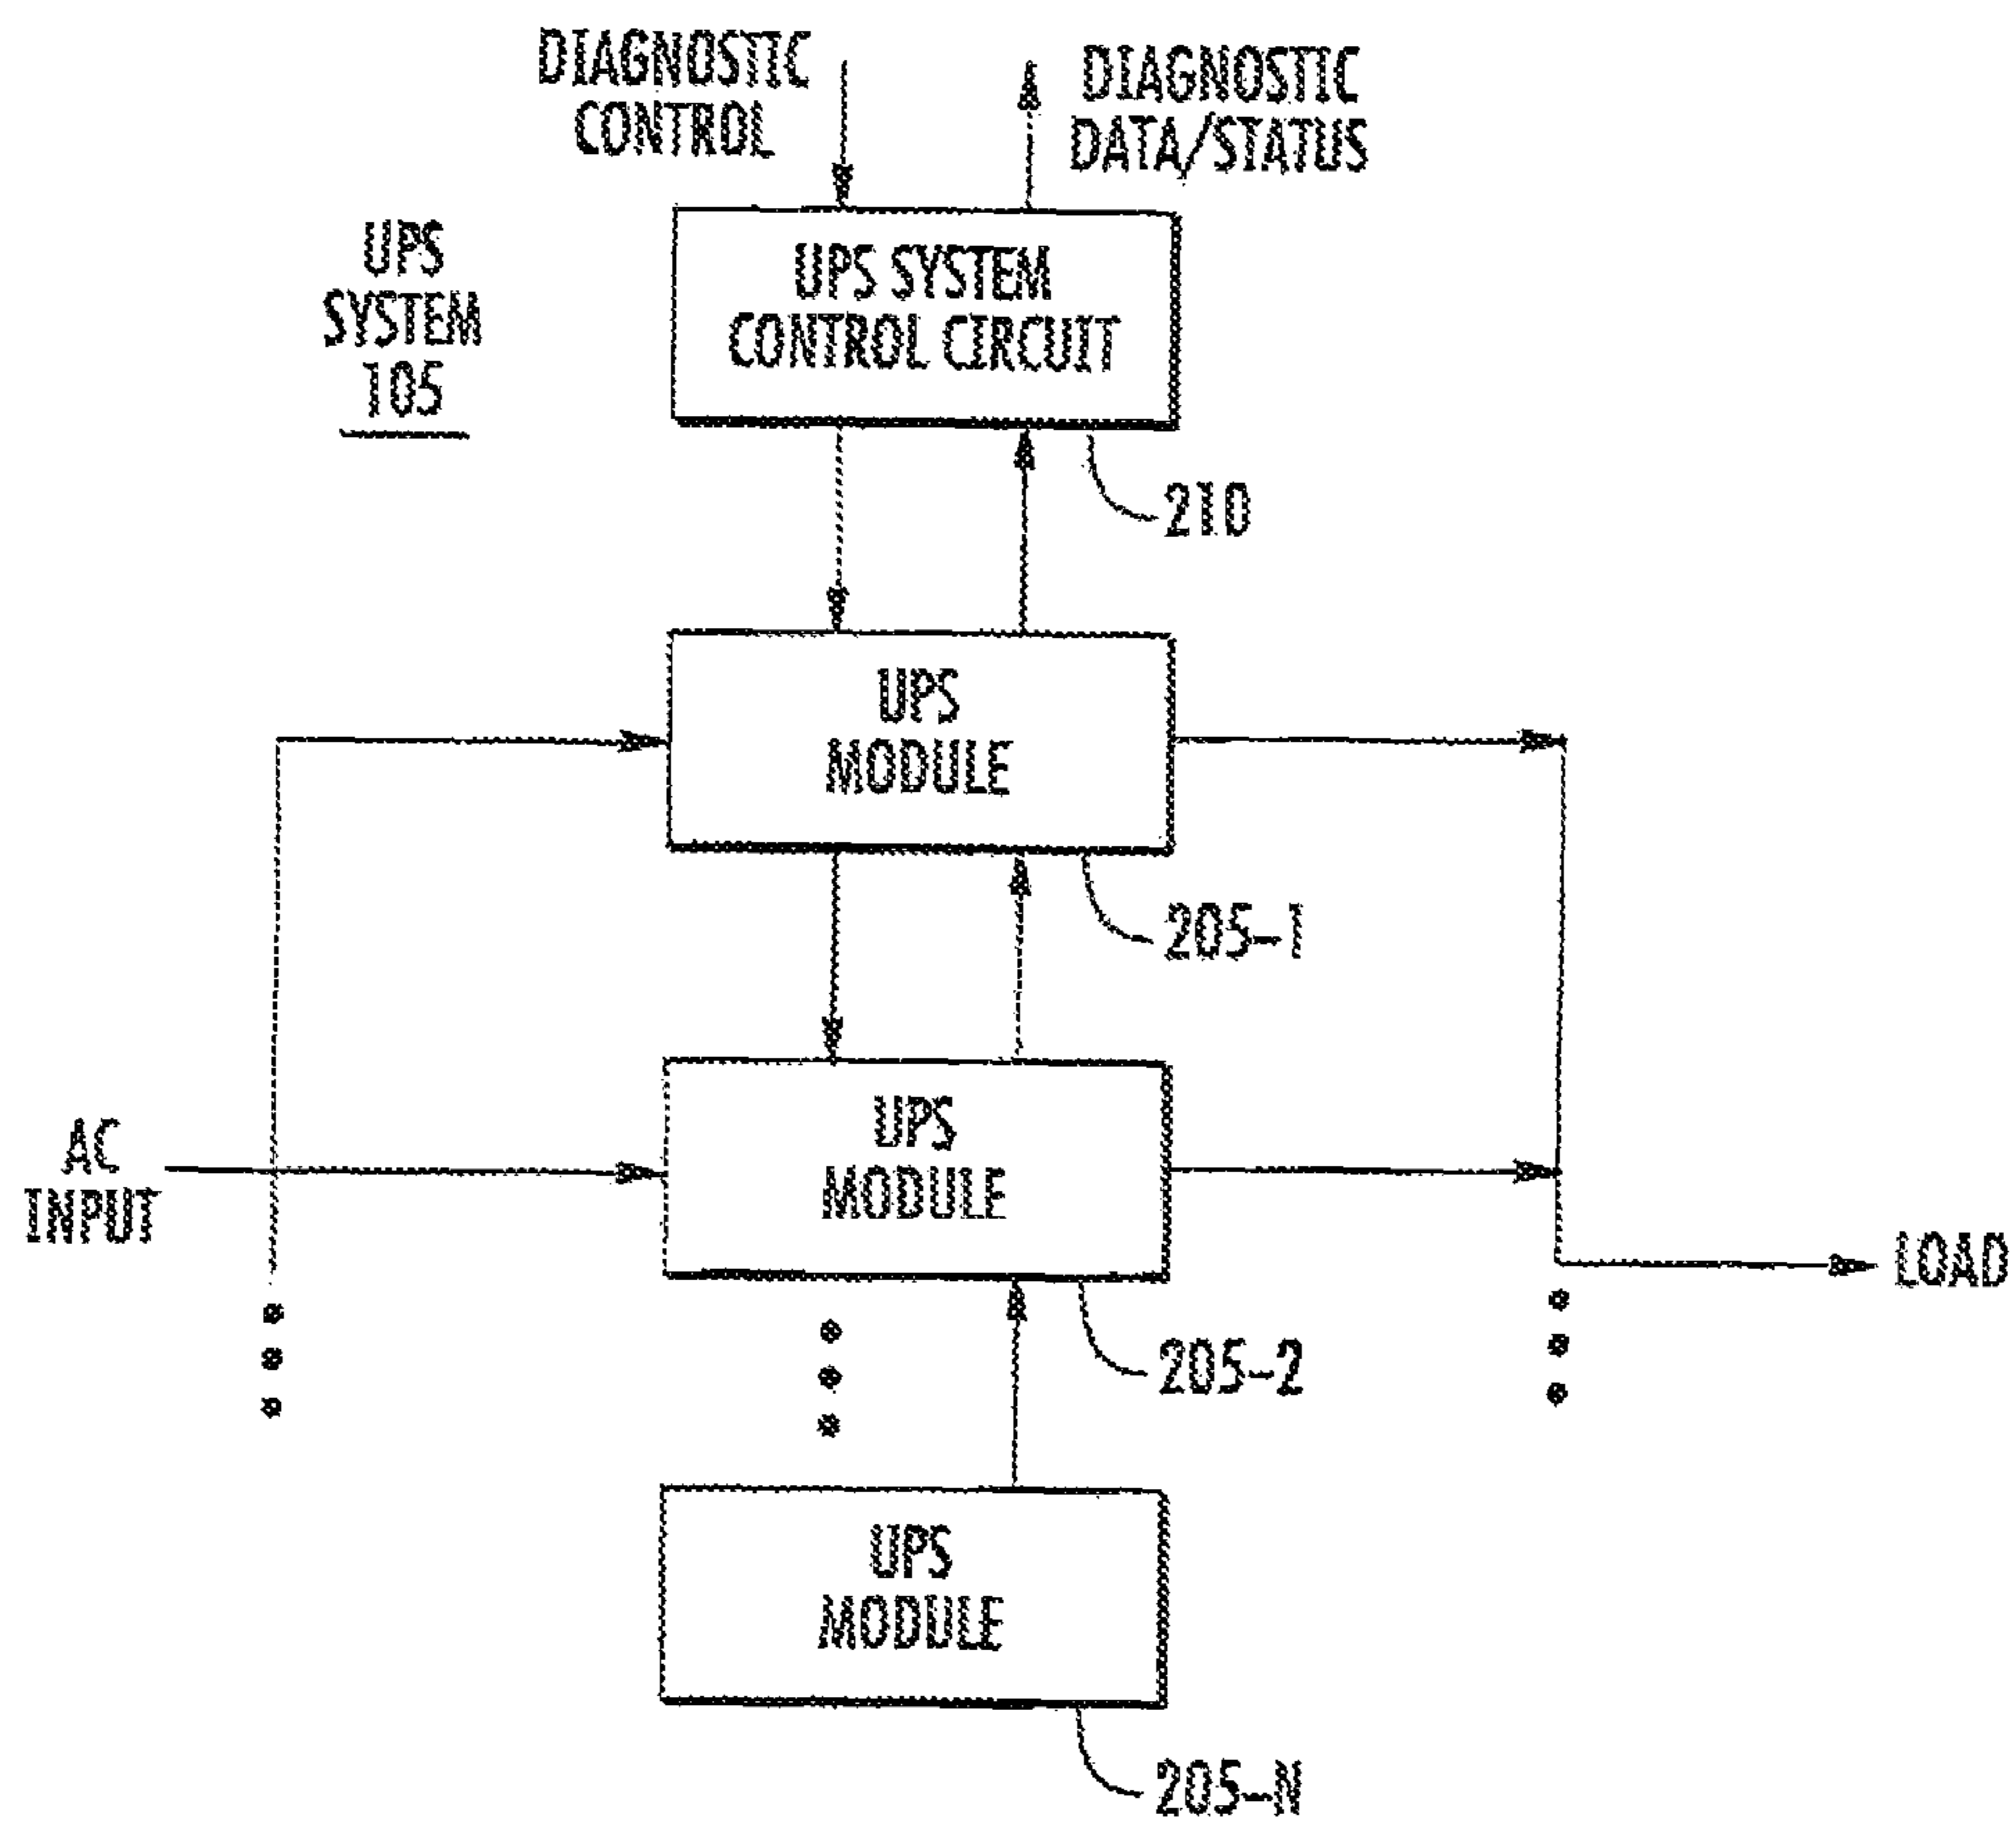 DIAGNOSTIC
CONTROL
DIAGNOSTIC
DATA/STATUS
UPS
SYSTEM
105
UPS SYSTEM
CONTROL CIRCUIT
210
UPS
MODULE
205-1
AC
INPUT
UPS
MODULE
LOAD
205-2
UPS
MODULE
205-N